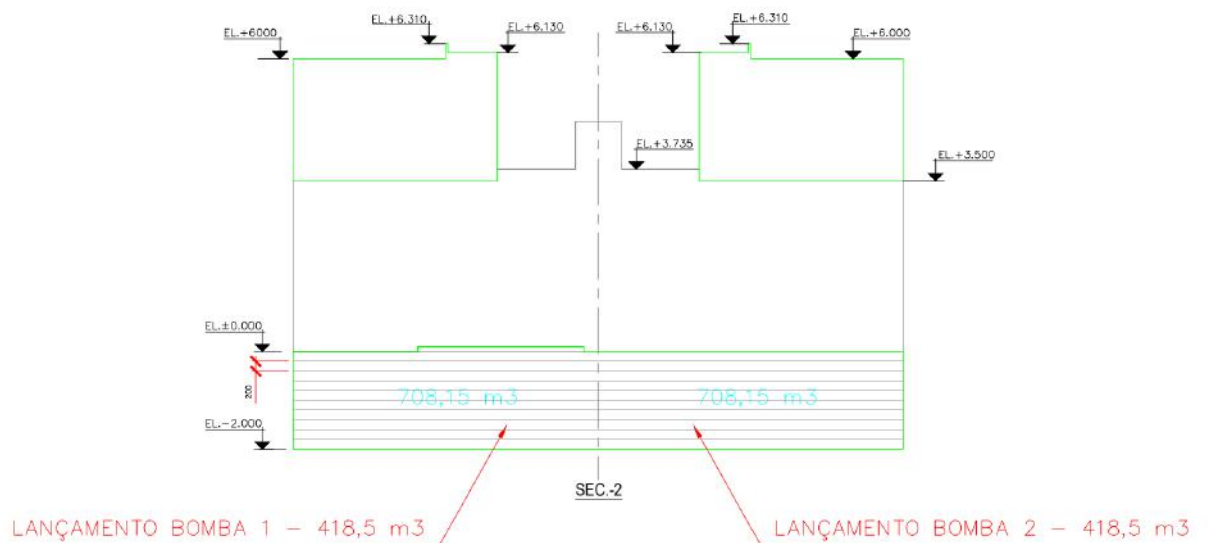 EL.+6.310
EL.+6000
EL.+6.130
EL.+6.130
EL.+6.310
EL.+6.000
EL.+3.735
EL.+3.500
EL.±0.000
200
708,15 m3
708,15 m3
EL.-2.000
SEC.-2
LANÇAMENTO BOMBA 1 - 418,5 m3
LANÇAMENTO BOMBA 2 - 418,5 m3